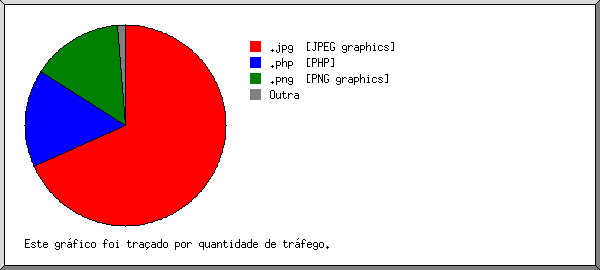 .jpg [JPEG graphics]
.php [PHP]
.png [PNG graphics]
Outra
Este gráfico foi traçado por quantidade de tráfego.